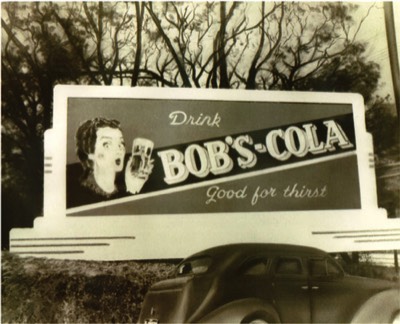 Drink
BOB'S-COLA
Good for thirst